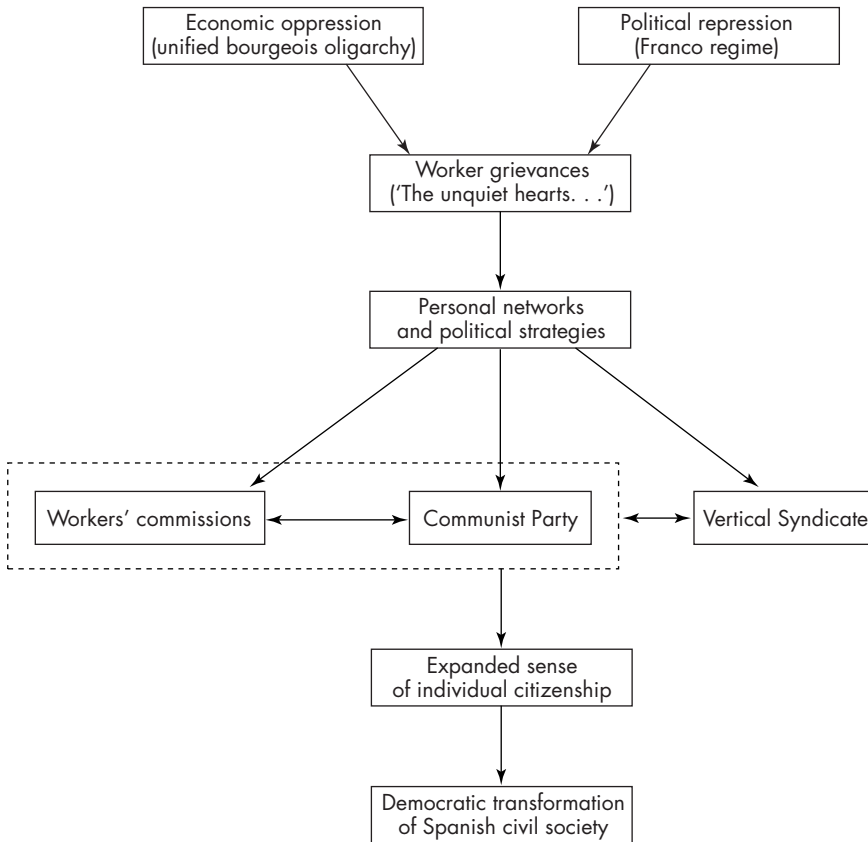 Economic oppression
(unified bourgeois oligarchy)
Political repression
(Franco regime)
Worker grievances
(‘The unquiet hearts. . .’)
Personal networks
and political strategies
Workers’ commissions
Communist Party
Vertical Syndicate
Expanded sense
of individual citizenship
Democratic transformation
of Spanish civil society